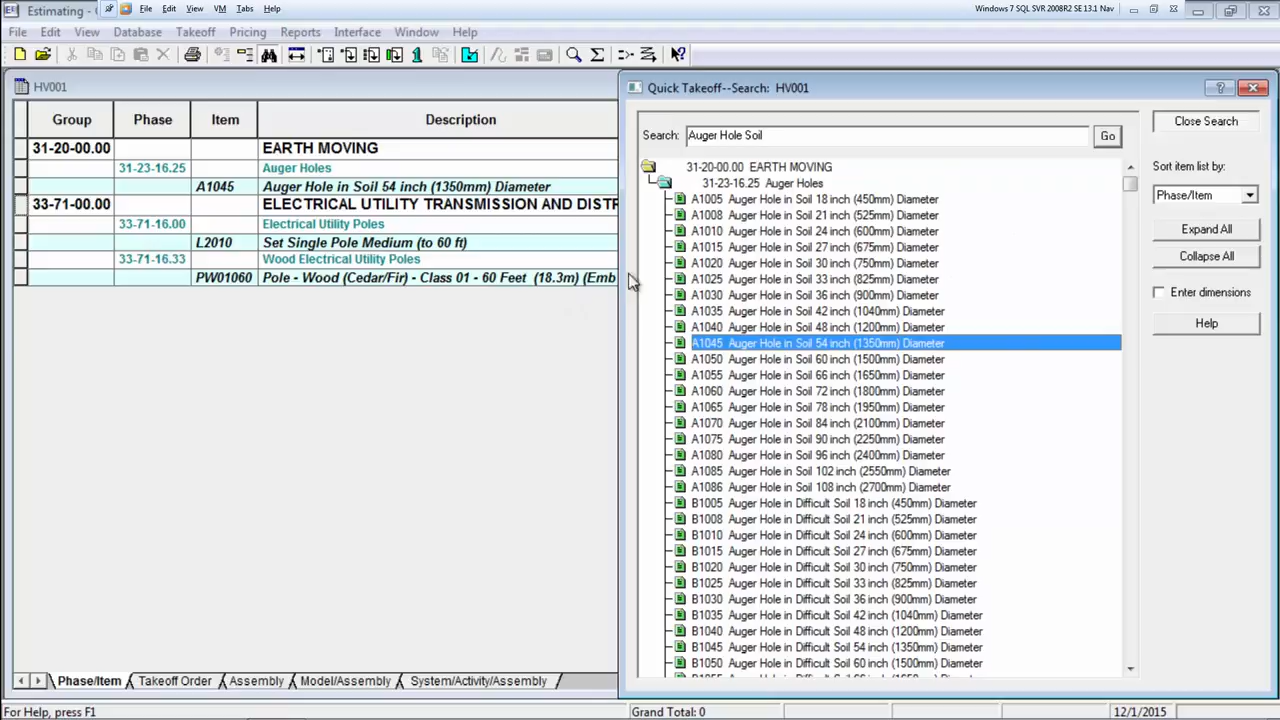 Estimating -
File Edit View VM Tabs Help
Windows 7 SQL SVR 2008R2 SE 13.1 Nav
File Edit View Database Takeoff Pricing Reports Interface Window Help
HV001
Group Phase Item Description
31-20-00.00 EARTH MOVING
31-23-16.25 Auger Holes
A1045 Auger Hole in Soil 54 inch (1350mm) Diameter
33-71-00.00 ELECTRICAL UTILITY TRANSMISSION AND DISTR
33-71-16.00 Electrical Utility Poles
L2010 Set Single Pole Medium (to 60 ft)
33-71-16.33 Wood Electrical Utility Poles
PW01060 Pole - Wood (Cedar/Fir) - Class 01 - 60 Feet (18.3m) (Emb
Phase/Item Takeoff Order Assembly Model/Assembly System/Activity/Assembly
Quick Takeoff--Search: HV001
Search: Auger Hole Soil Go
31-20-00.00 EARTH MOVING
31-23-16.25 Auger Holes
A1005 Auger Hole in Soil 18 inch (450mm) Diameter
A1008 Auger Hole in Soil 21 inch (525mm) Diameter
A1010 Auger Hole in Soil 24 inch (600mm) Diameter
A1015 Auger Hole in Soil 27 inch (675mm) Diameter
A1020 Auger Hole in Soil 30 inch (750mm) Diameter
A1025 Auger Hole in Soil 33 inch (825mm) Diameter
A1030 Auger Hole in Soil 36 inch (900mm) Diameter
A1035 Auger Hole in Soil 42 inch (1040mm) Diameter
A1040 Auger Hole in Soil 48 inch (1200mm) Diameter
A1045 Auger Hole in Soil 54 inch (1350mm) Diameter
A1050 Auger Hole in Soil 60 inch (1500mm) Diameter
A1055 Auger Hole in Soil 66 inch (1650mm) Diameter
A1060 Auger Hole in Soil 72 inch (1800mm) Diameter
A1065 Auger Hole in Soil 78 inch (1950mm) Diameter
A1070 Auger Hole in Soil 84 inch (2100mm) Diameter
A1075 Auger Hole in Soil 90 inch (2250mm) Diameter
A1080 Auger Hole in Soil 96 inch (2400mm) Diameter
A1085 Auger Hole in Soil 102 inch (2550mm) Diameter
A1086 Auger Hole in Soil 108 inch (2700mm) Diameter
B1005 Auger Hole in Difficult Soil 18 inch (450mm) Diameter
B1008 Auger Hole in Difficult Soil 21 inch (525mm) Diameter
B1010 Auger Hole in Difficult Soil 24 inch (600mm) Diameter
B1015 Auger Hole in Difficult Soil 27 inch (675mm) Diameter
B1020 Auger Hole in Difficult Soil 30 inch (750mm) Diameter
B1025 Auger Hole in Difficult Soil 33 inch (825mm) Diameter
B1030 Auger Hole in Difficult Soil 36 inch (900mm) Diameter
B1035 Auger Hole in Difficult Soil 42 inch (1040mm) Diameter
B1040 Auger Hole in Difficult Soil 48 inch (1200mm) Diameter
B1045 Auger Hole in Difficult Soil 54 inch (1350mm) Diameter
B1050 Auger Hole in Difficult Soil 60 inch (1500mm) Diameter
Close Search
Sort item list by:
Phase/Item
Expand All
Collapse All
Enter dimensions
Help
For Help, press F1
Grand Total: 0
12/1/2015